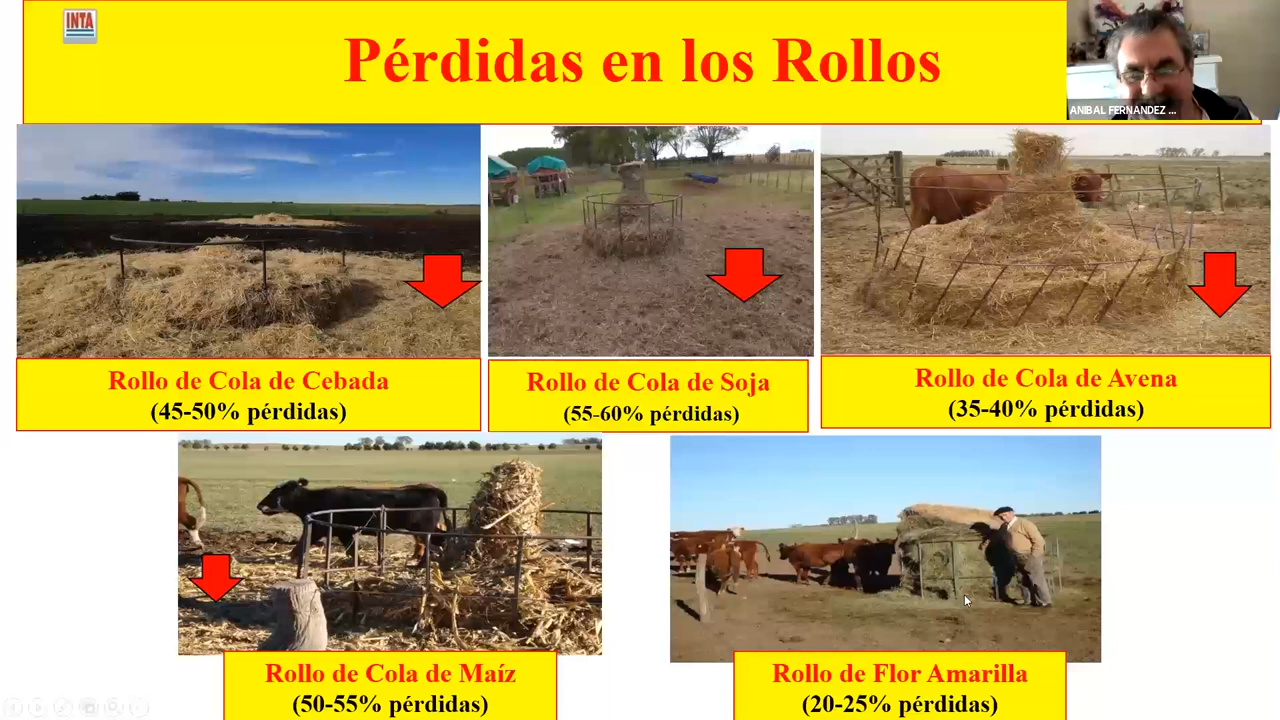 INTA
Pérdidas en los Rollos
ANIBAL FERNANDEZ ...
Rollo de Cola de Cebada
(45-50% pérdidas)
Rollo de Cola de Soja
(55-60% pérdidas)
Rollo de Cola de Avena
(35-40% pérdidas)
Rollo de Cola de Maíz
(50-55% pérdidas)
Rollo de Flor Amarilla
(20-25% pérdidas)